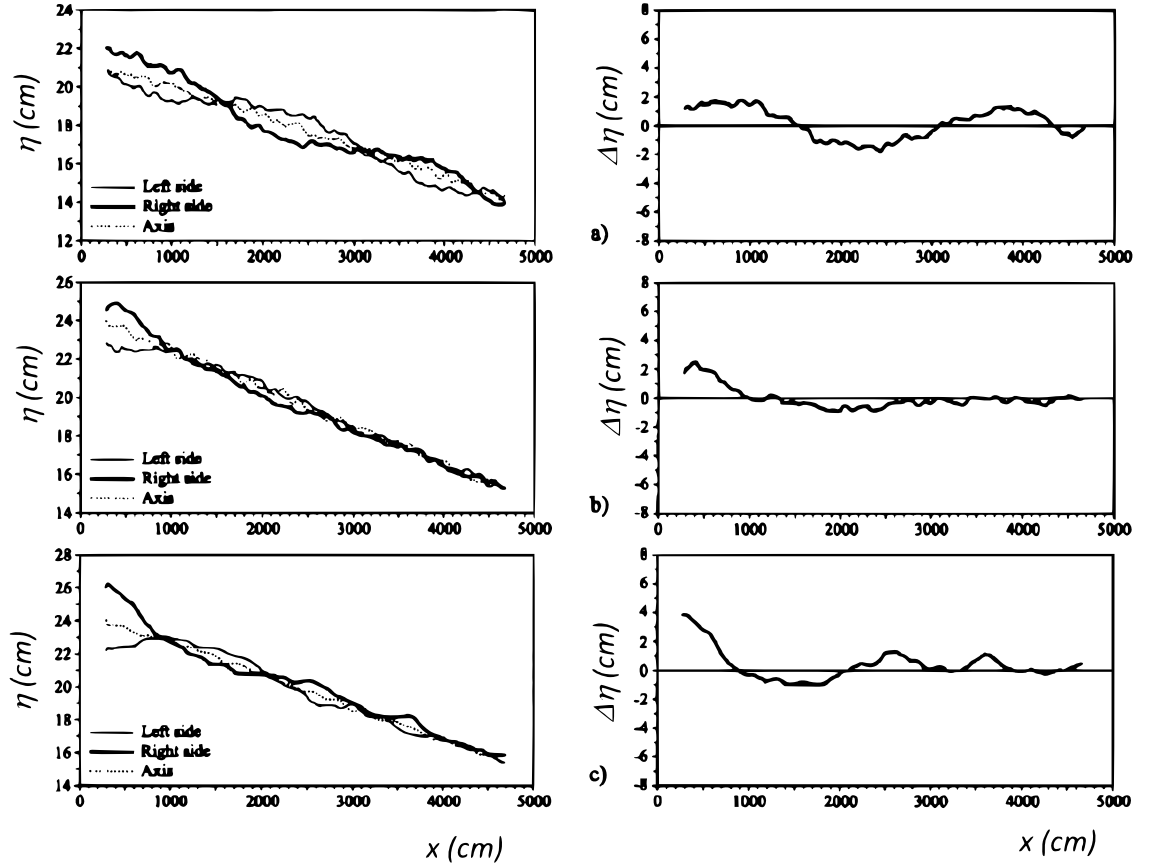 24
22
20
18
16
14
12
η (cm)
Left side
Right side
Axis
0 1000 2000 3000 4000 5000
8
6
4
2
0
-2
-4
-6
-8
Δη (cm)
a)
0 1000 2000 3000 4000 5000
26
24
22
20
18
16
14
η (cm)
Left side
Right side
Axis
0 1000 2000 3000 4000 5000
8
6
4
2
0
-2
-4
-6
-8
Δη (cm)
b)
0 1000 2000 3000 4000 5000
28
26
24
22
20
18
16
14
η (cm)
Left side
Right side
Axis
0 1000 2000 3000 4000 5000
x (cm)
8
6
4
2
0
-2
-4
-6
-8
Δη (cm)
c)
0 1000 2000 3000 4000 5000
x (cm)